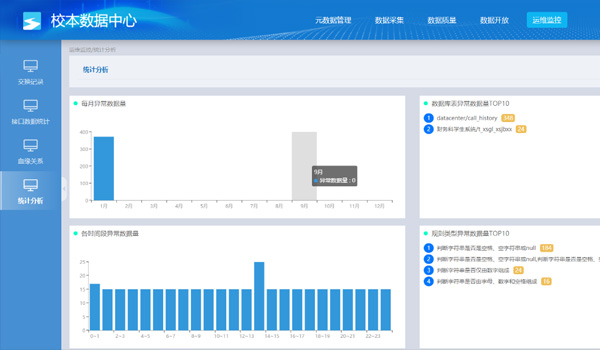 校本数据中心
元数据管理 数据采集 数据质量 数据开放 运维监控
运维监控/统计分析
交换记录
接口数据统计
血缘关系
统计分析
统计分析
每月异常数据量
400
300
200
100
0
1月 2月 3月 4月 5月 6月 7月 8月 9月 10月 11月 12月
9月
异常数据量：0
数据库表异常数据量TOP10
1 datacenter/call_history 348
2 财务科学生系统/t_xsgl_xsjbxx 24
各时间段异常数据量
25
20
15
10
5
0
0~1 2~3 4~5 6~7 8~9 10~11 12~13 14~15 16~17 18~19 20~21 22~23
规则类型异常数据量TOP10
1 判断字符串是否是空格、空字符串或null 184
2 判断字符串是否是空格、空字符串或null,判断字符串是否是空格、
3 判断字符串是否仅由数字组成 24
4 判断字符串是否由字母、数字和空格组成